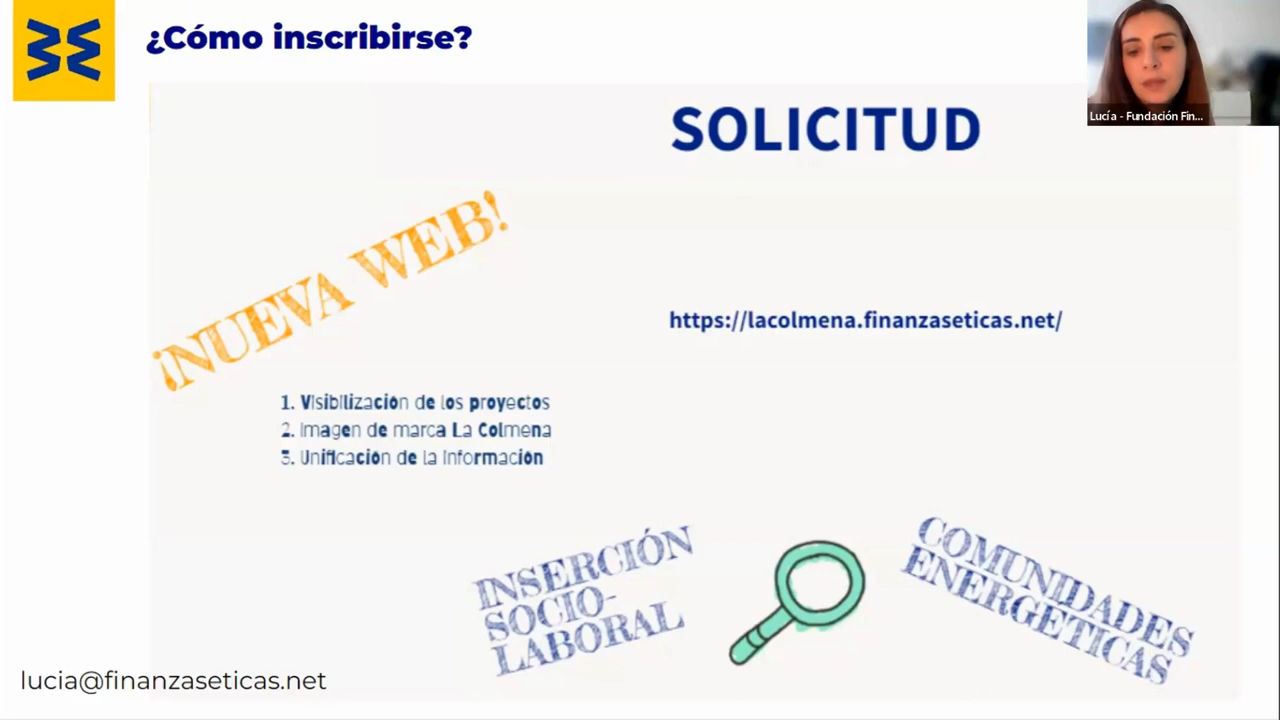 ¿Cómo inscribirse?
Lucía - Fundación Fin...
SOLICITUD
¡NUEVA WEB!
https://lacolmena.finanzaseticas.net/
1. Visibilización de los proyectos
2. Imagen de marca La Colmena
3. Unificación de la información
INSERCIÓN
SOCIO-
LABORAL
COMUNIDADES
ENERGÉTICAS
lucia@finanzaseticas.net